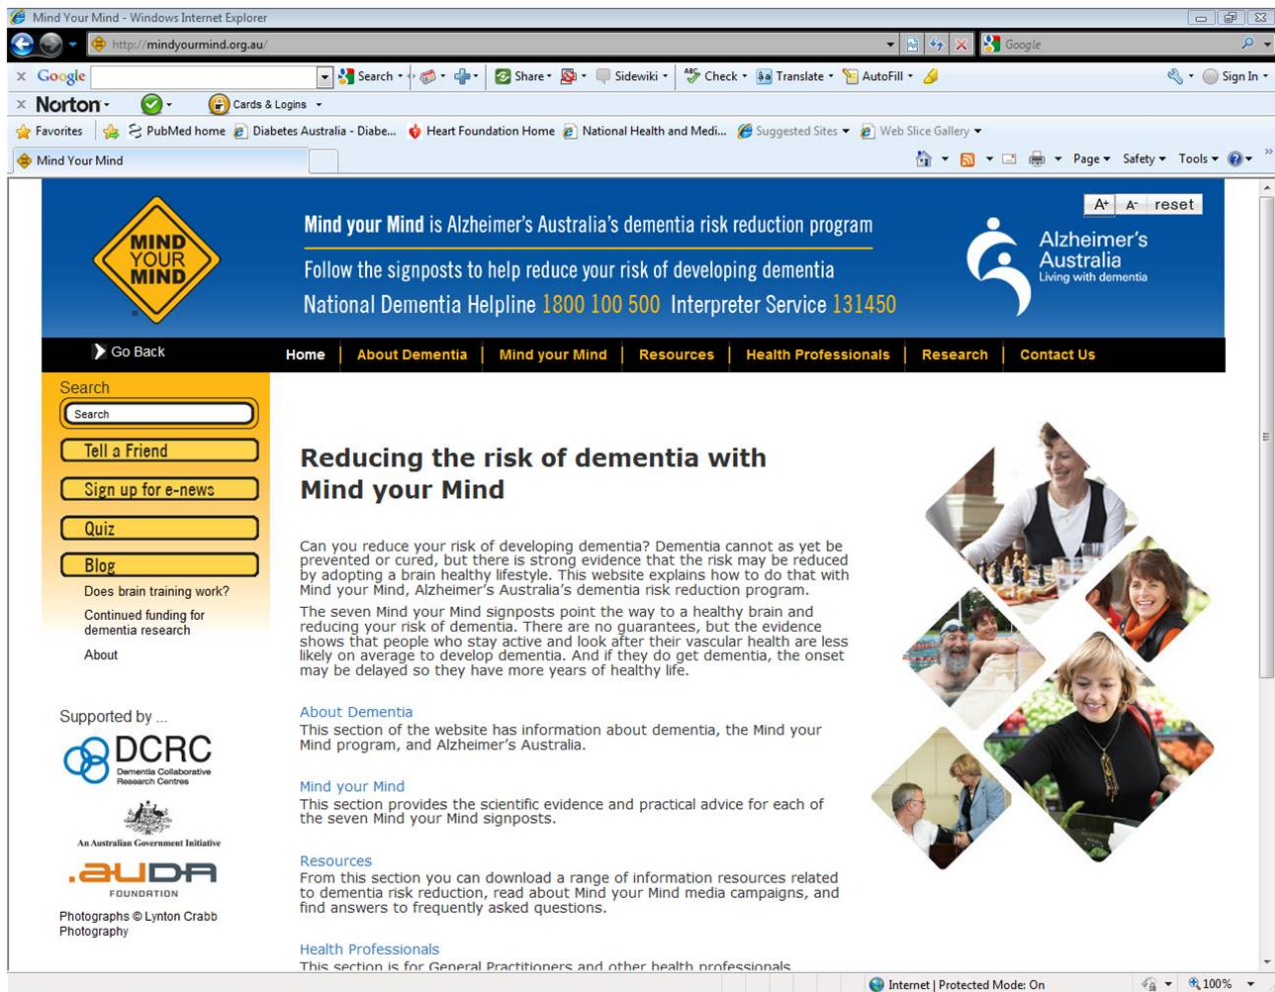 Mind Your Mind - Windows Internet Explorer
http://mindyourmind.org.au/
Google
x Google Search Share Sidewiki Check Translate AutoFill Sign In
x Norton Cards & Logins
Favorites PubMed home Diabetes Australia - Diabe... Heart Foundation Home National Health and Medi... Suggested Sites Web Slice Gallery
Mind Your Mind Page Safety Tools
A+ A- reset
MIND
YOUR
MIND
Mind your Mind is Alzheimer's Australia's dementia risk reduction program
Follow the signposts to help reduce your risk of developing dementia
National Dementia Helpline 1800 100 500 Interpreter Service 131450
Alzheimer's
Australia
Living with dementia
Go Back
Home About Dementia Mind your Mind Resources Health Professionals Research Contact Us
Search
Search
Tell a Friend
Sign up for e-news
Quiz
Blog
Does brain training work?
Continued funding for
dementia research
About
Supported by ...
DCRC
Dementia Collaborative
Research Centres
An Australian Government Initiative
.auDA
FOUNDATION
Photographs © Lynton Crabb
Photography
Reducing the risk of dementia with
Mind your Mind
Can you reduce your risk of developing dementia? Dementia cannot as yet be
prevented or cured, but there is strong evidence that the risk may be reduced
by adopting a brain healthy lifestyle. This website explains how to do that with
Mind your Mind, Alzheimer's Australia's dementia risk reduction program.
The seven Mind your Mind signposts point the way to a healthy brain and
reducing your risk of dementia. There are no guarantees, but the evidence
shows that people who stay active and look after their vascular health are less
likely on average to develop dementia. And if they do get dementia, the onset
may be delayed so they have more years of healthy life.
About Dementia
This section of the website has information about dementia, the Mind your
Mind program, and Alzheimer's Australia.
Mind your Mind
This section provides the scientific evidence and practical advice for each of
the seven Mind your Mind signposts.
Resources
From this section you can download a range of information resources related
to dementia risk reduction, read about Mind your Mind media campaigns, and
find answers to frequently asked questions.
Health Professionals
This section is for General Practitioners and other health professionals
Internet | Protected Mode: On 100%